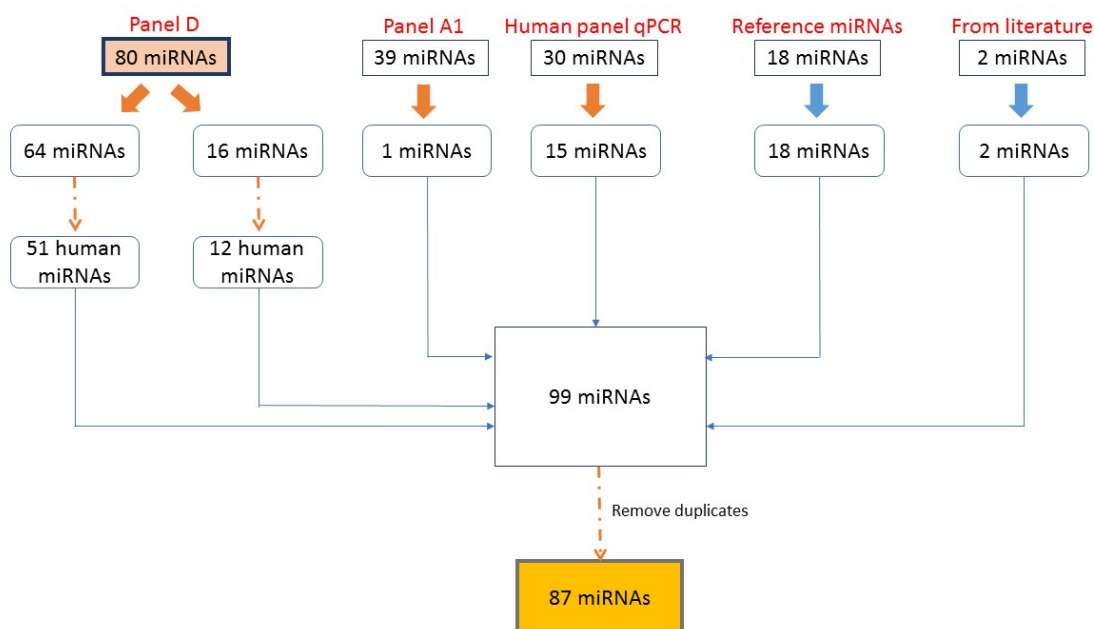 Panel D
Panel A1
Human panel qPCR
Reference miRNAs
From literature
80 miRNAs
39 miRNAs
30 miRNAs
18 miRNAs
2 miRNAs
64 miRNAs
16 miRNAs
1 miRNAs
15 miRNAs
18 miRNAs
2 miRNAs
51 human
miRNAs
12 human
miRNAs
99 miRNAs
Remove duplicates
87 miRNAs